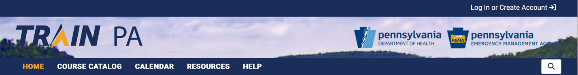 Log In or Create Account
TRAIN PA
pennsylvania
DEPARTMENT OF HEALTH
pennsylvania
EMERGENCY MANAGEMENT
HOME COURSE CATALOG CALENDAR RESOURCES HELP